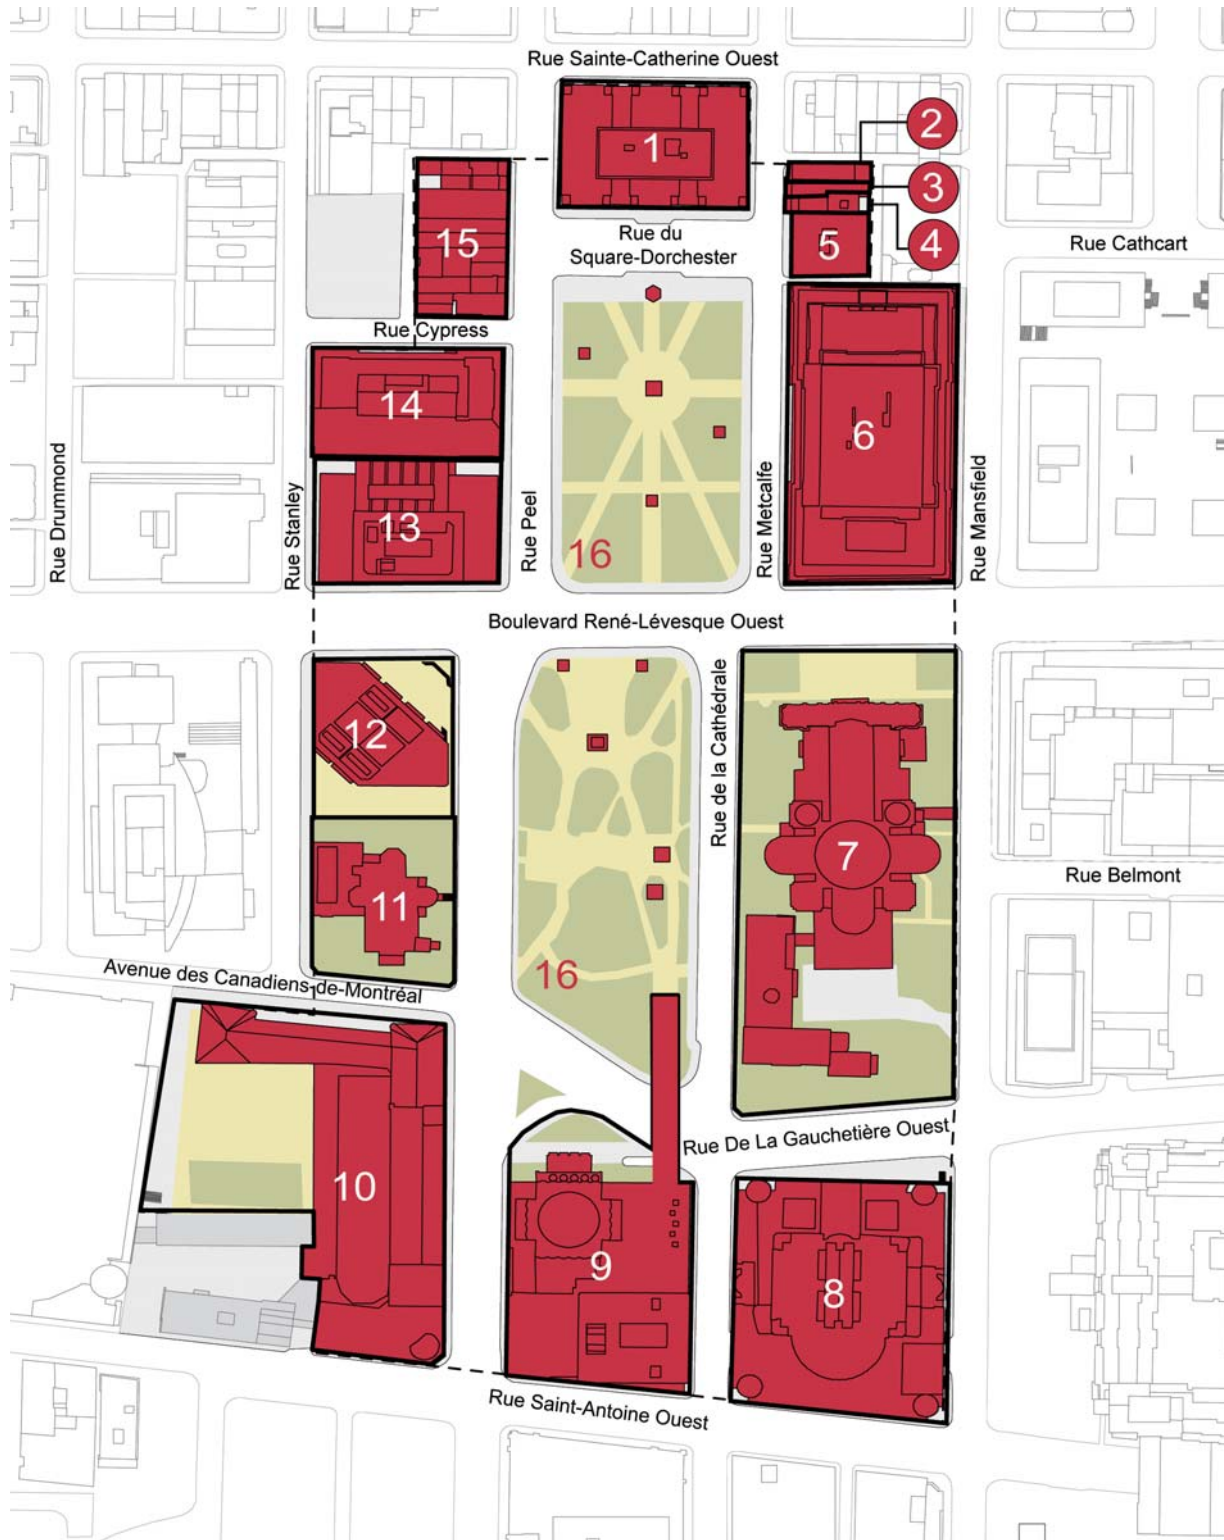 Rue Sainte-Catherine Ouest
1
2
3
4
5
15
Rue du
Square-Dorchester
Rue Cathcart
Rue Cypress
14
6
13
16
Rue Drummond
Rue Stanley
Rue Peel
Rue Metcalfe
Rue Mansfield
Boulevard René-Lévesque Ouest
12
Rue de la Cathédrale
7
11
Rue Belmont
16
Avenue des Canadiens-de-Montréal
Rue De La Gauchetière Ouest
10
9
8
Rue Saint-Antoine Ouest